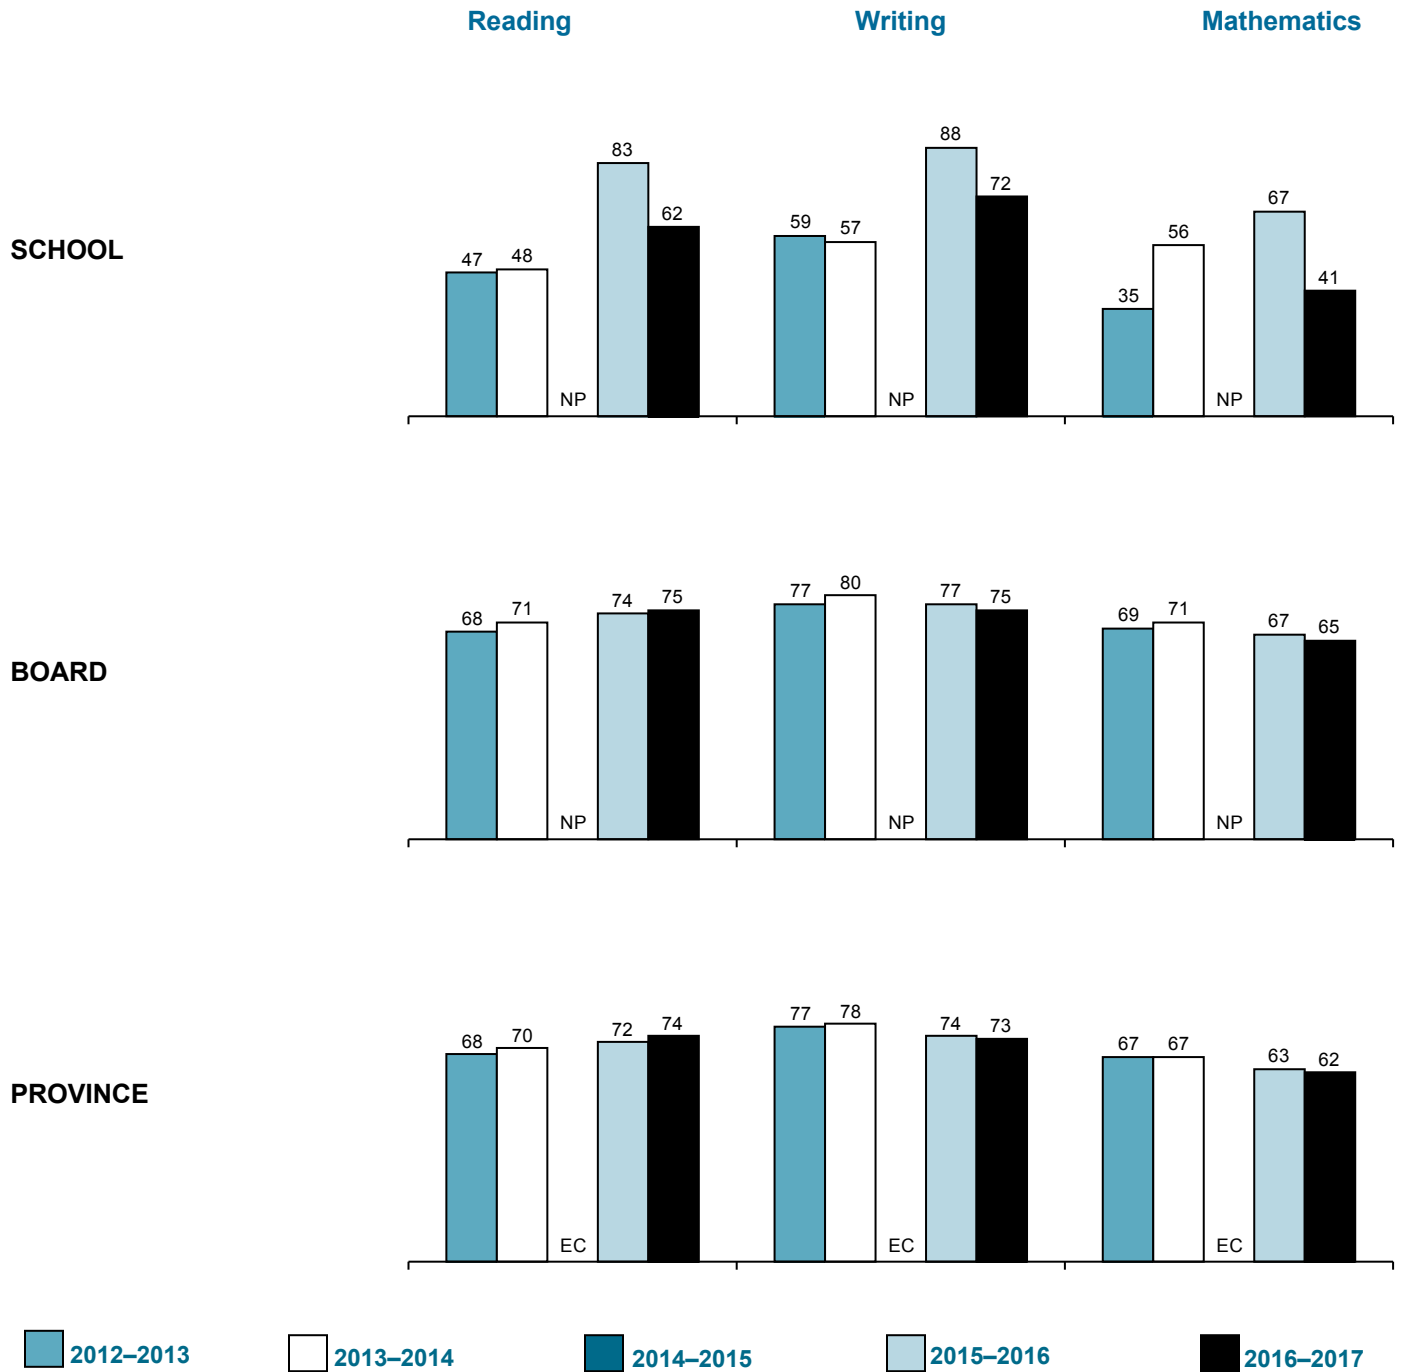 Reading Writing Mathematics
88
83
72
67
62
59 57
56
47 48
41
35
SCHOOL
NP NP NP
77 80 77 75
74 75
71 71
68 69 67 65
BOARD
NP NP NP
77 78
74 73
72 74
68 70
67 67
63 62
PROVINCE
EC EC EC
2012–2013 2013–2014 2014–2015 2015–2016 2016–2017